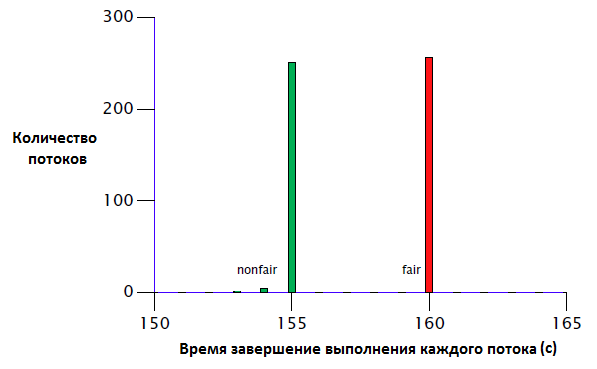 300
200
Количество
потоков
100
nonfair
fair
0
150
155
160
165
Время завершение выполнения каждого потока (с)